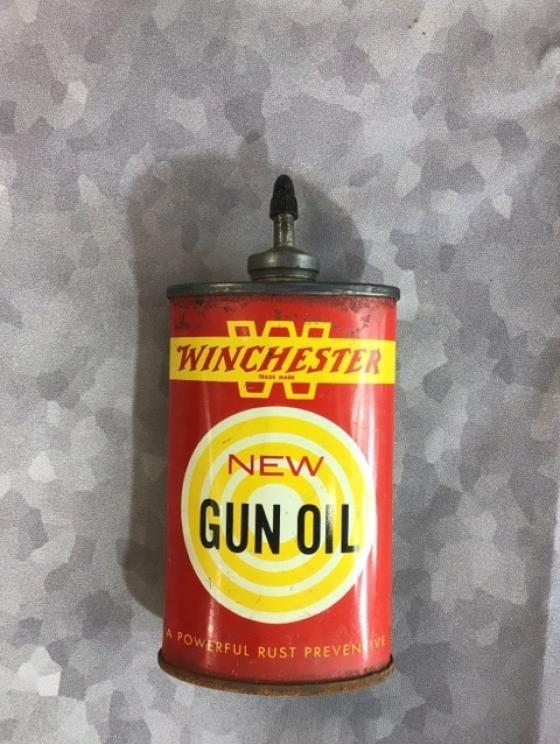 WINCHESTER
TRADE MARK
NEW
GUN OIL
A POWERFUL RUST PREVENTIVE